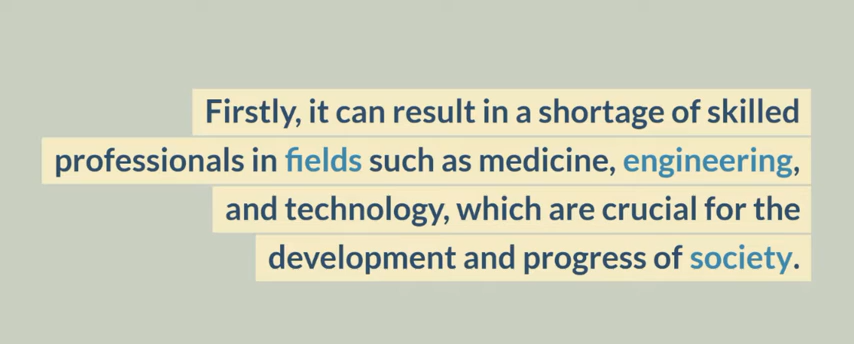 Firstly, it can result in a shortage of skilled
professionals in fields such as medicine, engineering,
and technology, which are crucial for the
development and progress of society.